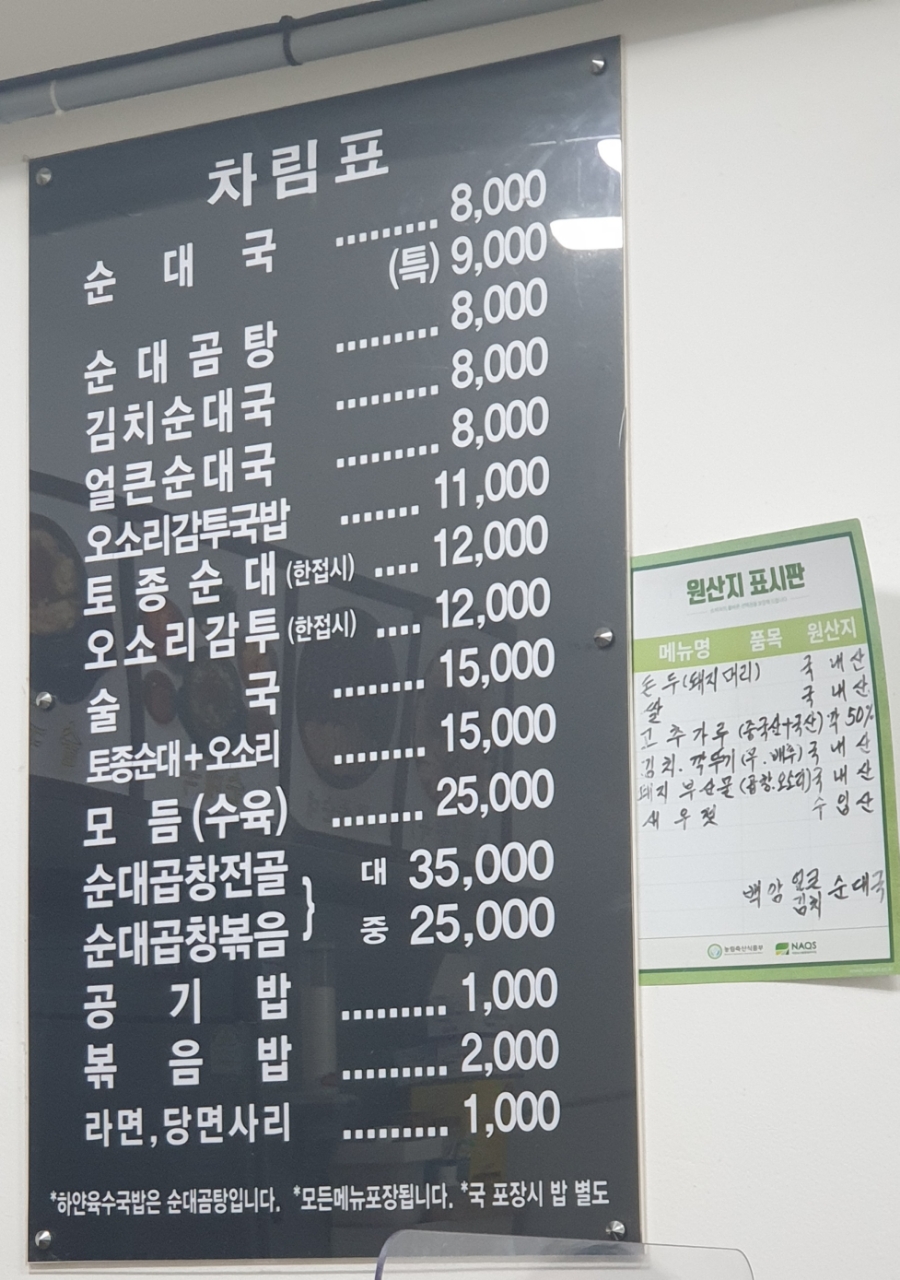 차림표
순대국 ......... 8,000
(특) 9,000
순대곰탕 ......... 8,000
김치순대국 ......... 8,000
얼큰순대국 ......... 8,000
오소리감투국밥 ....... 11,000
토종순대(한접시) .... 12,000
오소리감투(한접시) .... 12,000
술국 ........ 15,000
토종순대+오소리 ........ 15,000
모듬(수육) ........ 25,000
순대곱창전골 } 대 35,000
순대곱창볶음 중 25,000
공기밥 ......... 1,000
볶음밥 ......... 2,000
라면,당면사리 ......... 1,000
*하얀육수국밥은 순대곰탕입니다. *모든메뉴포장됩니다. *국 포장시 밥 별도
원산지 표시판
메뉴명 품목 원산지
돈두(돼지머리) 국내산
쌀 국내산
고추가루 (중국산+국산) 각 50%
김치.깍두기(무.배추) 국내산
돼지 부산물 (곱창.오소리) 국내산
새우젓 수입산
백암 얼큰 김치 순대국
농림축산식품부 NAQS